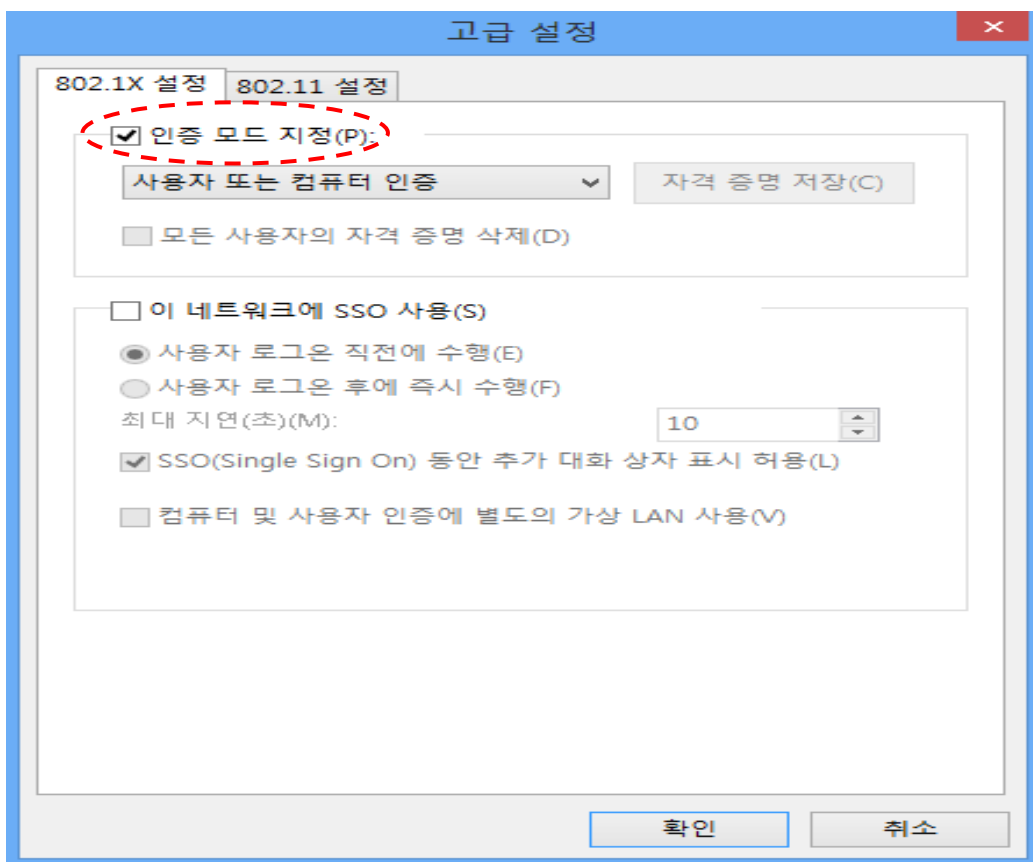 고급 설정
802.1X 설정 802.11 설정
인증 모드 지정(P):
사용자 또는 컴퓨터 인증 자격 증명 저장(C)
모든 사용자의 자격 증명 삭제(D)
이 네트워크에 SSO 사용(S)
사용자 로그온 직전에 수행(E)
사용자 로그온 후에 즉시 수행(F)
최대 지연(초)(M): 10
SSO(Single Sign On) 동안 추가 대화 상자 표시 허용(L)
컴퓨터 및 사용자 인증에 별도의 가상 LAN 사용(V)
확인 취소